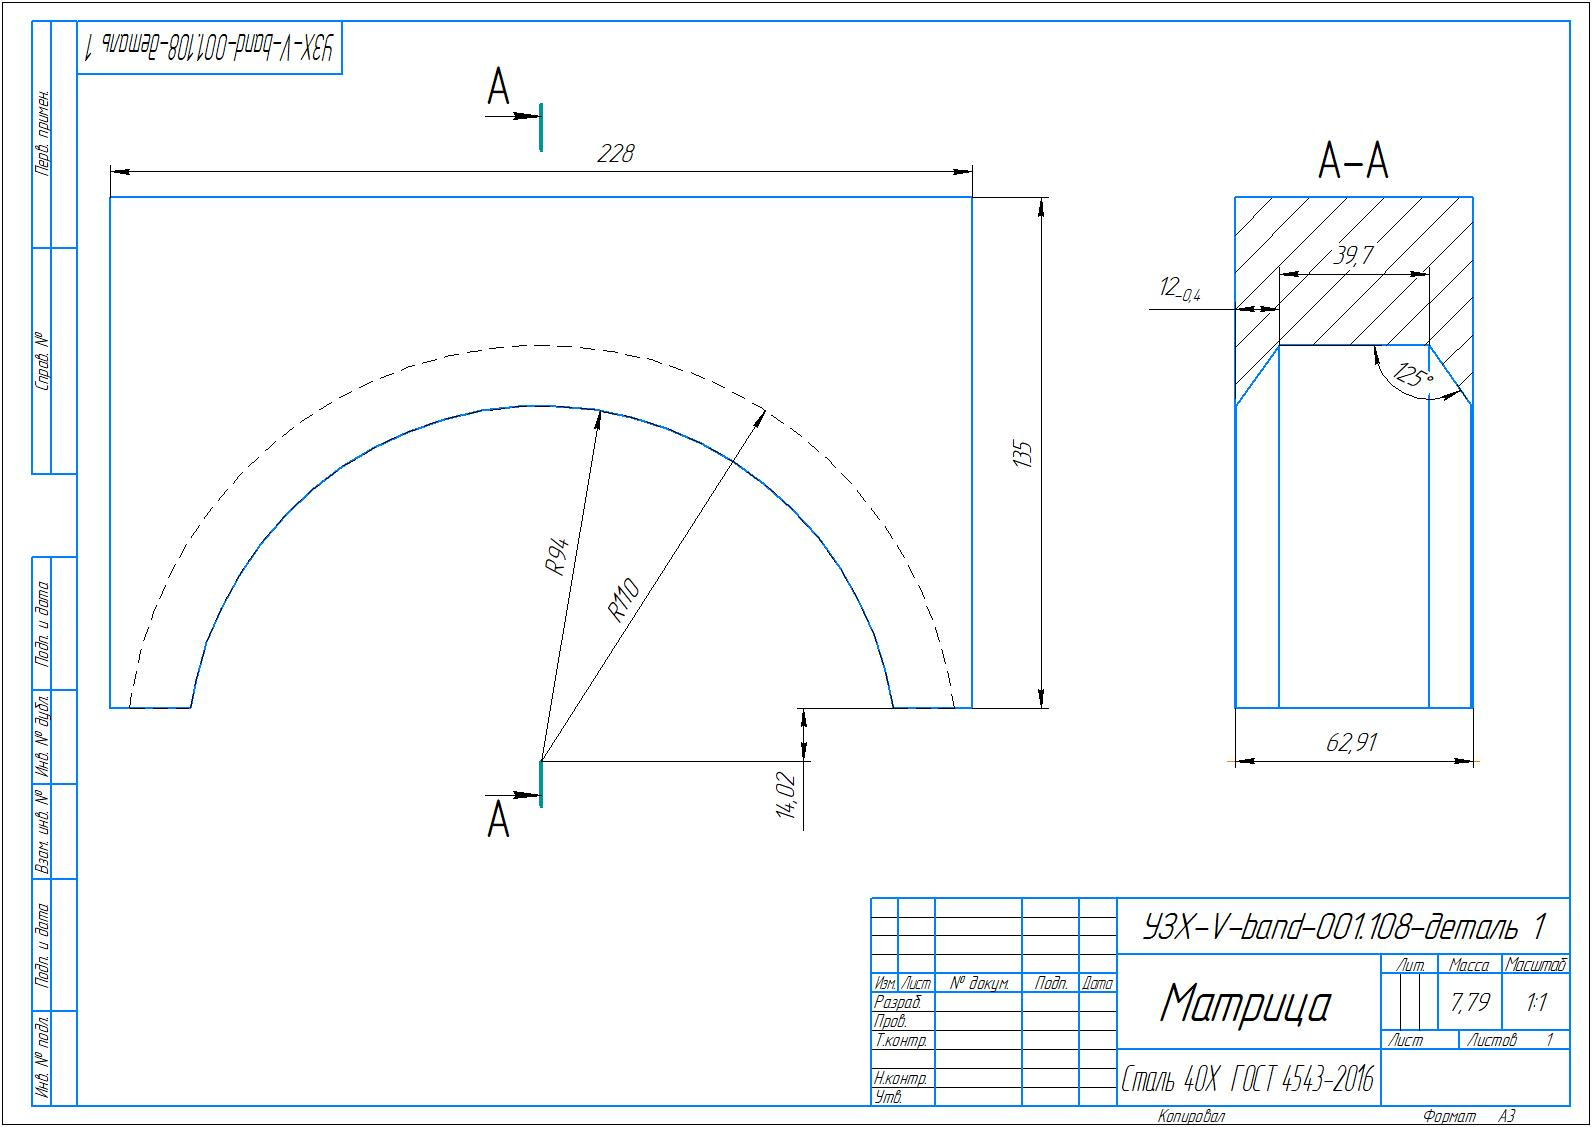 УЗХ-V-band-001.108-деталь 1
Перв. примен.
Справ. №
Подп. и дата
Инв. № дубл.
Взам. инв. №
Подп. и дата
Инв. № подл.
А
228
135
R94
R110
14,02
А
А-А
39,7
12-0,4
125°
62,91
УЗХ-V-band-001.108-деталь 1
Изм. Лист № докум. Подп. Дата
Разраб.
Пров.
Т.контр.
Н.контр.
Утв.
Матрица
Лит. Масса Масштаб
7,79 1:1
Лист Листов 1
Сталь 40Х ГОСТ 4543-2016
Копировал Формат А3